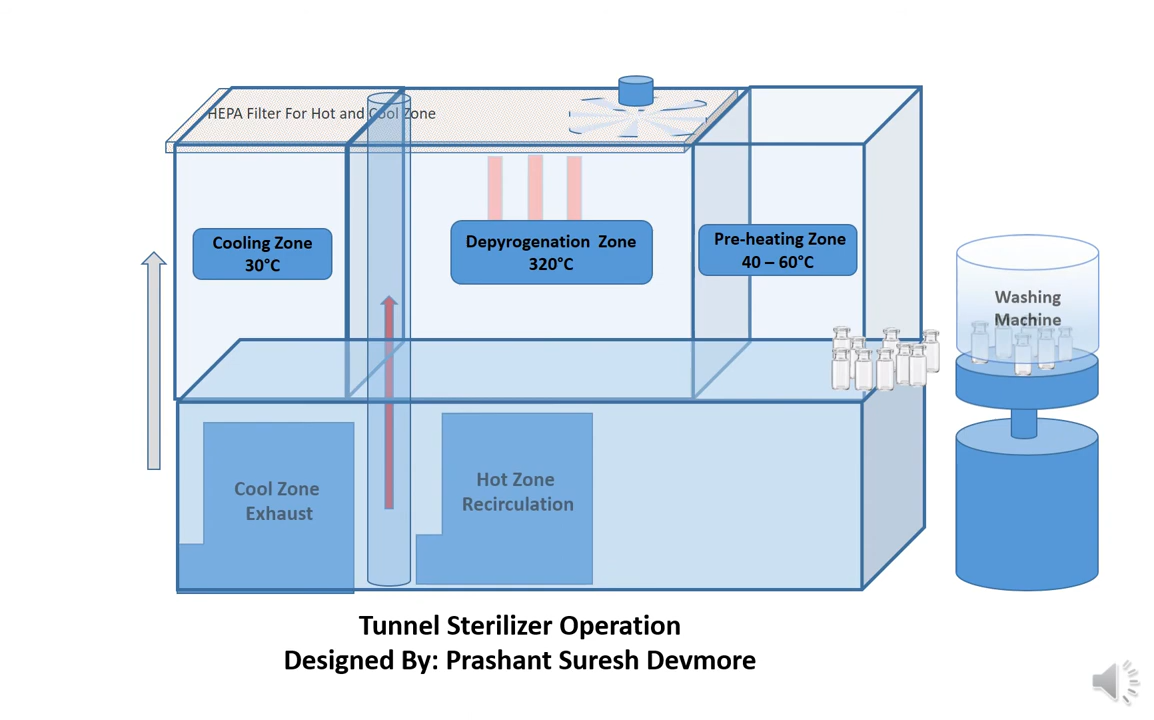 HEPA Filter For Hot and Cool Zone
Cooling Zone
30°C
Depyrogenation Zone
320°C
Pre-heating Zone
40 – 60°C
Washing
Machine
Cool Zone
Exhaust
Hot Zone
Recirculation
Tunnel Sterilizer Operation
Designed By: Prashant Suresh Devmore